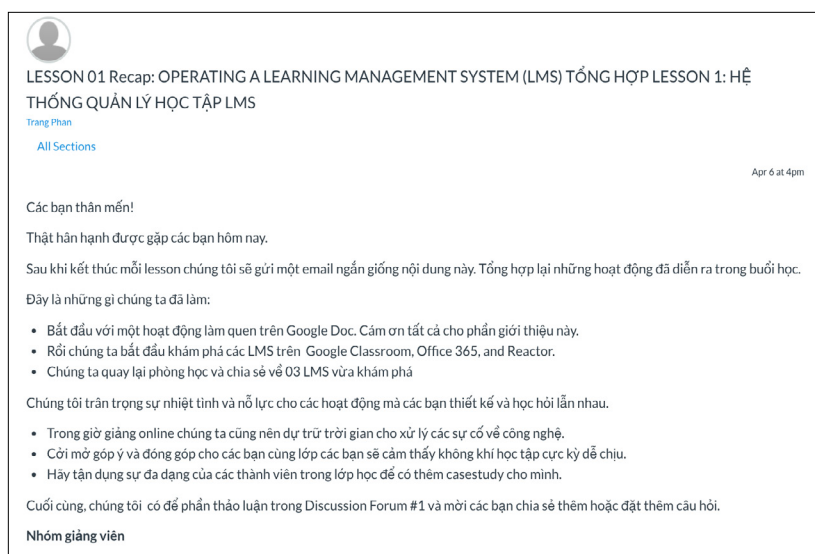 LESSON 01 Recap: OPERATING A LEARNING MANAGEMENT SYSTEM (LMS) TỔNG HỢP LESSON 1: HỆ
THỐNG QUẢN LÝ HỌC TẬP LMS
Trang Phan
All Sections
Apr 6 at 4pm
Các bạn thân mến!
Thật hân hạnh được gặp các bạn hôm nay.
Sau khi kết thúc mỗi lesson chúng tôi sẽ gửi một email ngắn giống nội dung này. Tổng hợp lại những hoạt động đã diễn ra trong buổi học.
Đây là những gì chúng ta đã làm:
• Bắt đầu với một hoạt động làm quen trên Google Doc. Cám ơn tất cả cho phần giới thiệu này.
• Rồi chúng ta bắt đầu khám phá các LMS trên Google Classroom, Office 365, and Reactor.
• Chúng ta quay lại phòng học và chia sẻ về 03 LMS vừa khám phá
Chúng tôi trân trọng sự nhiệt tình và nỗ lực cho các hoạt động mà các bạn thiết kế và học hỏi lẫn nhau.
• Trong giờ giảng online chúng ta cũng nên dự trữ trời gian cho xử lý các sự cố về công nghệ.
• Cởi mở góp ý và đóng góp cho các bạn cùng lớp các bạn sẽ cảm thấy không khí học tập cực kỳ dễ chịu.
• Hãy tận dụng sự đa dạng của các thành viên trong lớp học để có thêm casestudy cho mình.
Cuối cùng, chúng tôi có để phần thảo luận trong Discussion Forum #1 và mời các bạn chia sẻ thêm hoặc đặt thêm câu hỏi.
Nhóm giảng viên